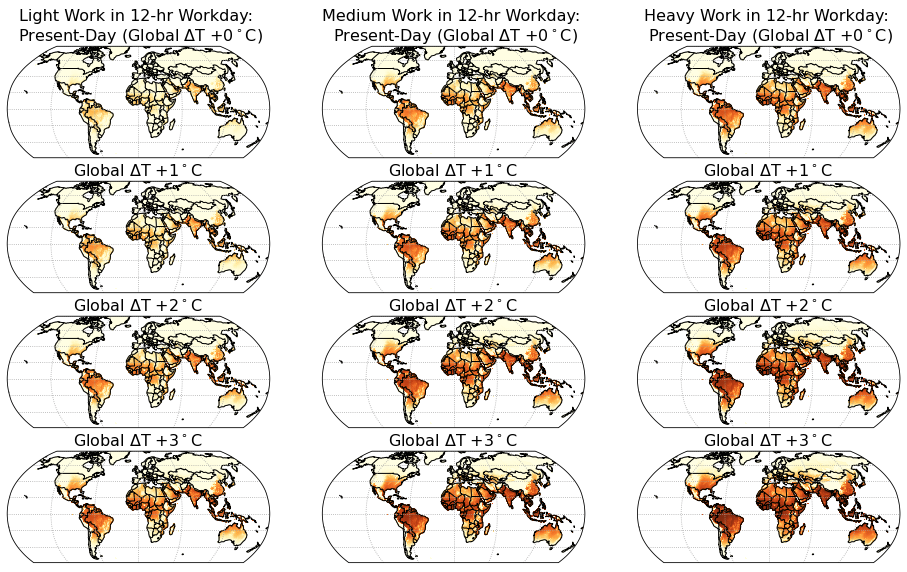 Light Work in 12-hr Workday:
Present-Day (Global ΔT +0°C)
Medium Work in 12-hr Workday:
Present-Day (Global ΔT +0°C)
Heavy Work in 12-hr Workday:
Present-Day (Global ΔT +0°C)
Global ΔT +1°C
Global ΔT +1°C
Global ΔT +1°C
Global ΔT +2°C
Global ΔT +2°C
Global ΔT +2°C
Global ΔT +3°C
Global ΔT +3°C
Global ΔT +3°C